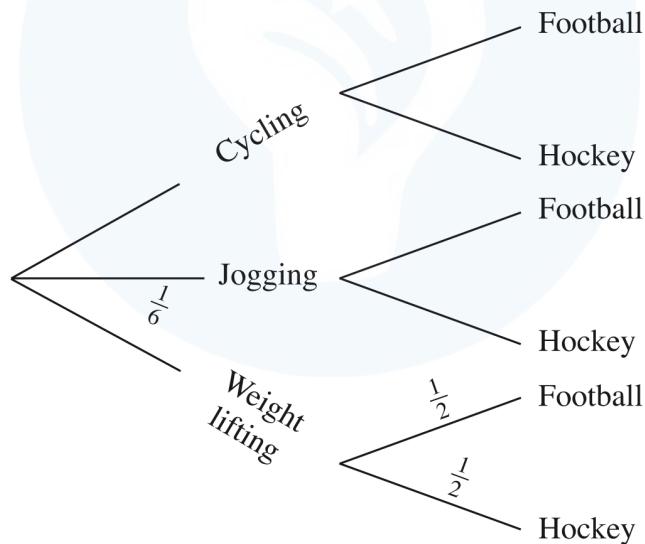 Football
Cycling
Hockey
Football
Jogging
1/6
Hockey
Weight
lifting
1/2
Football
1/2
Hockey